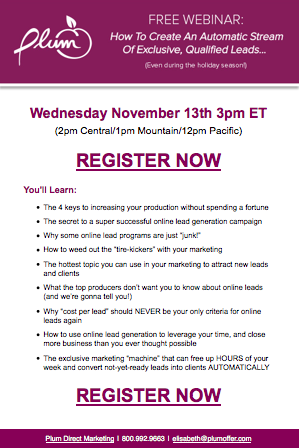 plum
FREE WEBINAR:
How To Create An Automatic Stream
Of Exclusive, Qualified Leads...
(Even during the holiday season!)
Wednesday November 13th 3pm ET
(2pm Central/1pm Mountain/12pm Pacific)
REGISTER NOW
You'll Learn:
• The 4 keys to increasing your production without spending a fortune
• The secret to a super successful online lead generation campaign
• Why some online lead programs are just "junk!"
• How to weed out the "tire-kickers" with your marketing
• The hottest topic you can use in your marketing to attract new leads
and clients
• What the top producers don't want you to know about online leads
(and we're gonna tell you!)
• Why "cost per lead" should NEVER be your only criteria for online
leads again
• How to use online lead generation to leverage your time, and close
more business than you ever thought possible
• The exclusive marketing "machine" that can free up HOURS of your
week and convert not-yet-ready leads into clients AUTOMATICALLY
REGISTER NOW
Plum Direct Marketing I 800.992.9663 I elisabeth@plumoffer.com